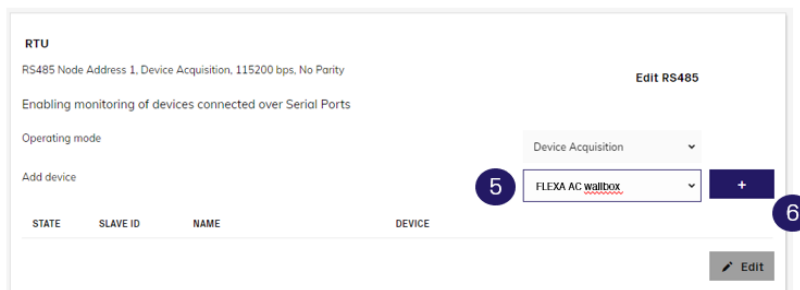 RTU
RS485 Node Address 1, Device Acquisition, 115200 bps, No Parity
Edit RS485
Enabling monitoring of devices connected over Serial Ports
Operating mode
Device Acquisition
Add device
5
FLEXA AC wallbox
+
6
STATE SLAVE ID NAME DEVICE
Edit